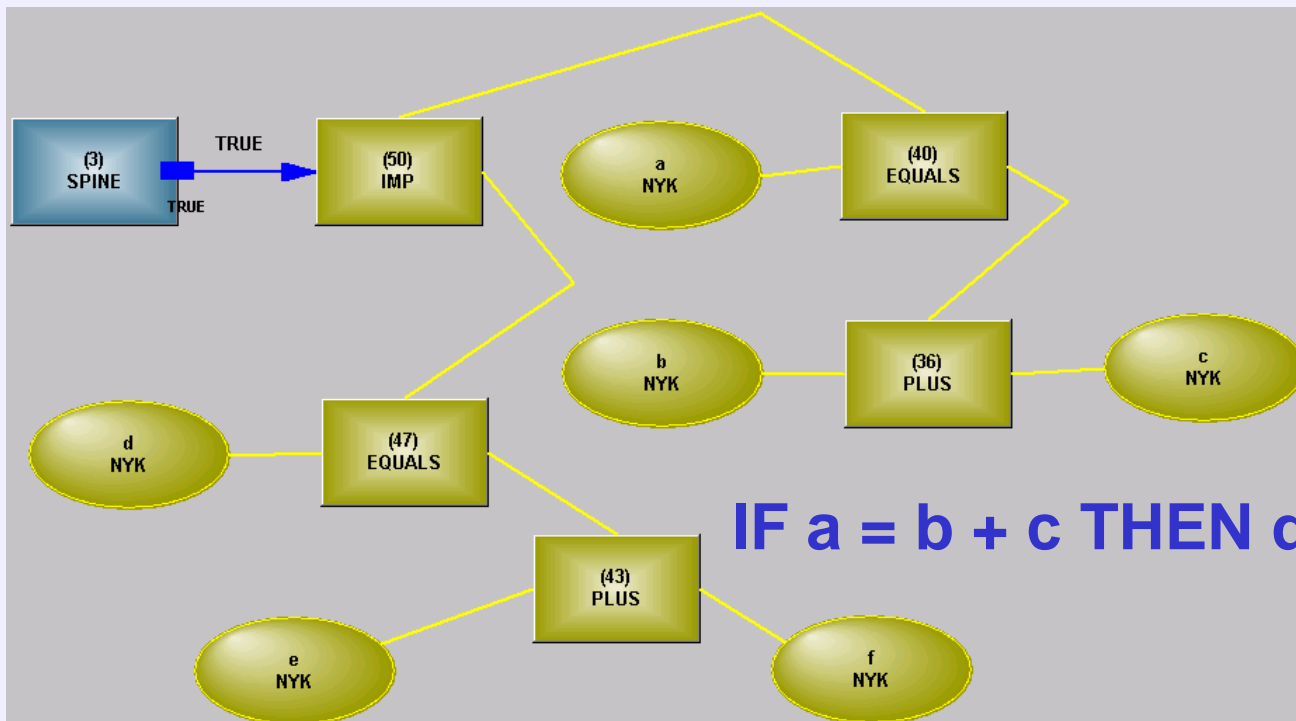 (3)
SPINE
TRUE
TRUE
(50)
IMP
a
NYK
(40)
EQUALS
b
NYK
(36)
PLUS
c
NYK
d
NYK
(47)
EQUALS
IF a = b + c THEN
(43)
PLUS
e
NYK
f
NYK